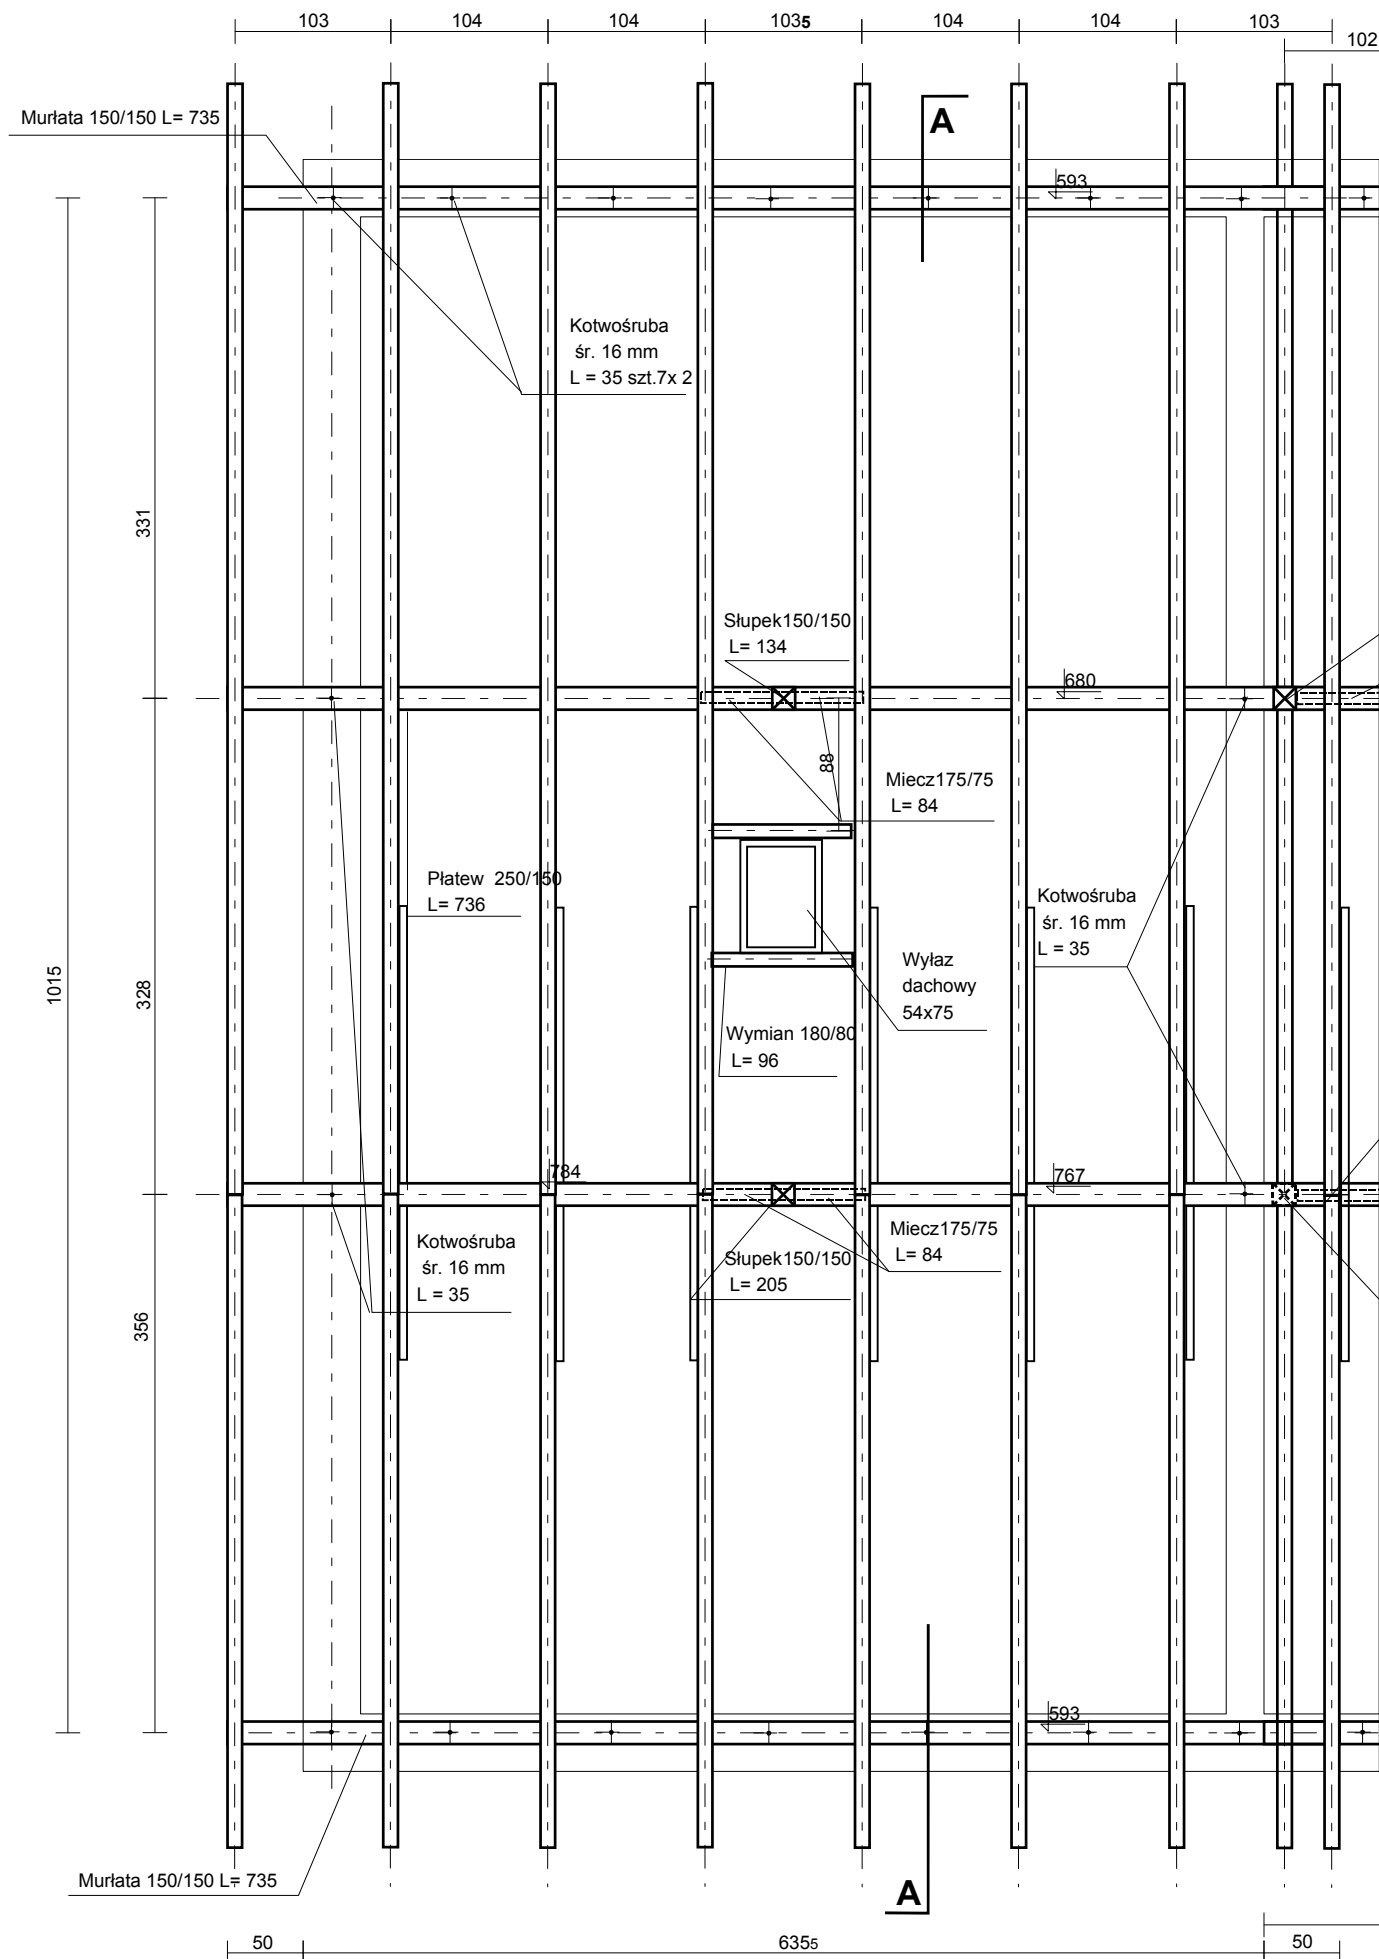 103
104
104
1035
104
104
103
102
A
Murłata 150/150 L= 735
593
Kotwośruba
śr. 16 mm
L = 35 szt.7x 2
331
Słupek150/150
L= 134
680
88
Miecz175/75
L= 84
Płatew 250/150
L= 736
Kotwośruba
śr. 16 mm
L = 35
Wyłaz
dachowy
54x75
1015
328
Wymian 180/80
L= 96
784
767
Kotwośruba
śr. 16 mm
L = 35
Miecz175/75
L= 84
Słupek150/150
L= 205
356
593
Murłata 150/150 L= 735
A
50
6355
50